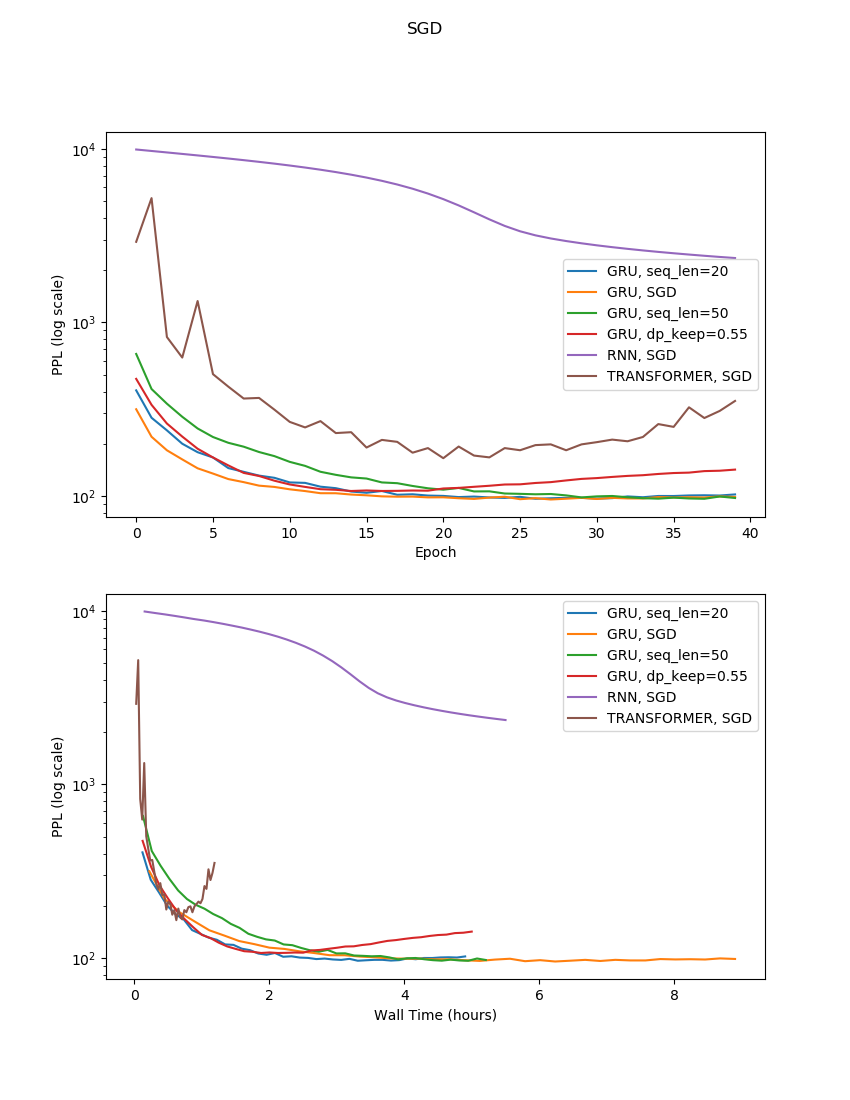 SGD
10^4
10^3
10^2
PPL (log scale)
GRU, seq_len=20
GRU, SGD
GRU, seq_len=50
GRU, dp_keep=0.55
RNN, SGD
TRANSFORMER, SGD
0 5 10 15 20 25 30 35 40
Epoch
10^4
10^3
10^2
PPL (log scale)
GRU, seq_len=20
GRU, SGD
GRU, seq_len=50
GRU, dp_keep=0.55
RNN, SGD
TRANSFORMER, SGD
0 2 4 6 8
Wall Time (hours)